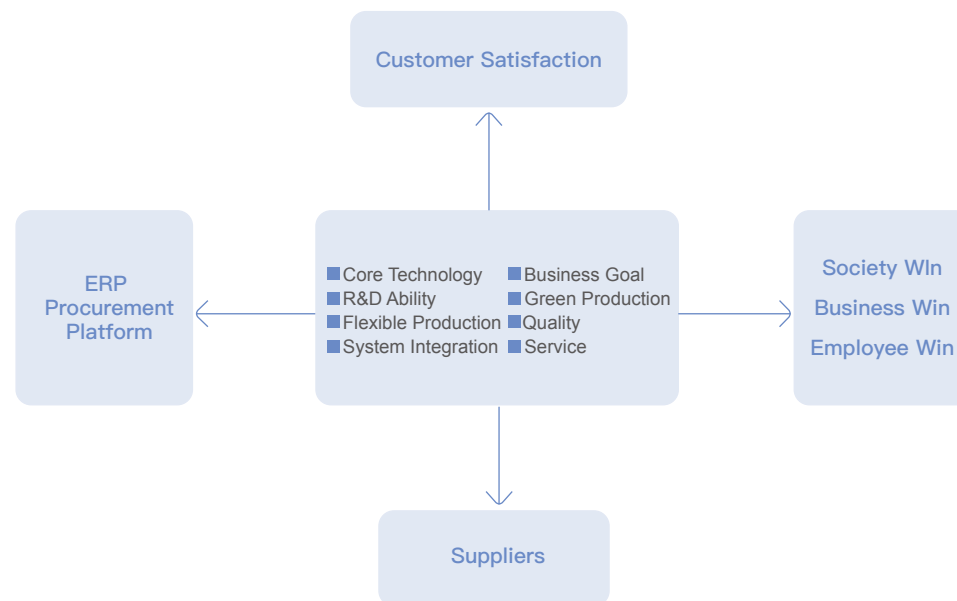 Customer Satisfaction
ERP
Procurement
Platform
Core Technology
R&D Ability
Flexible Production
System Integration
Business Goal
Green Production
Quality
Service
Society WIn
Business Win
Employee Win
Suppliers